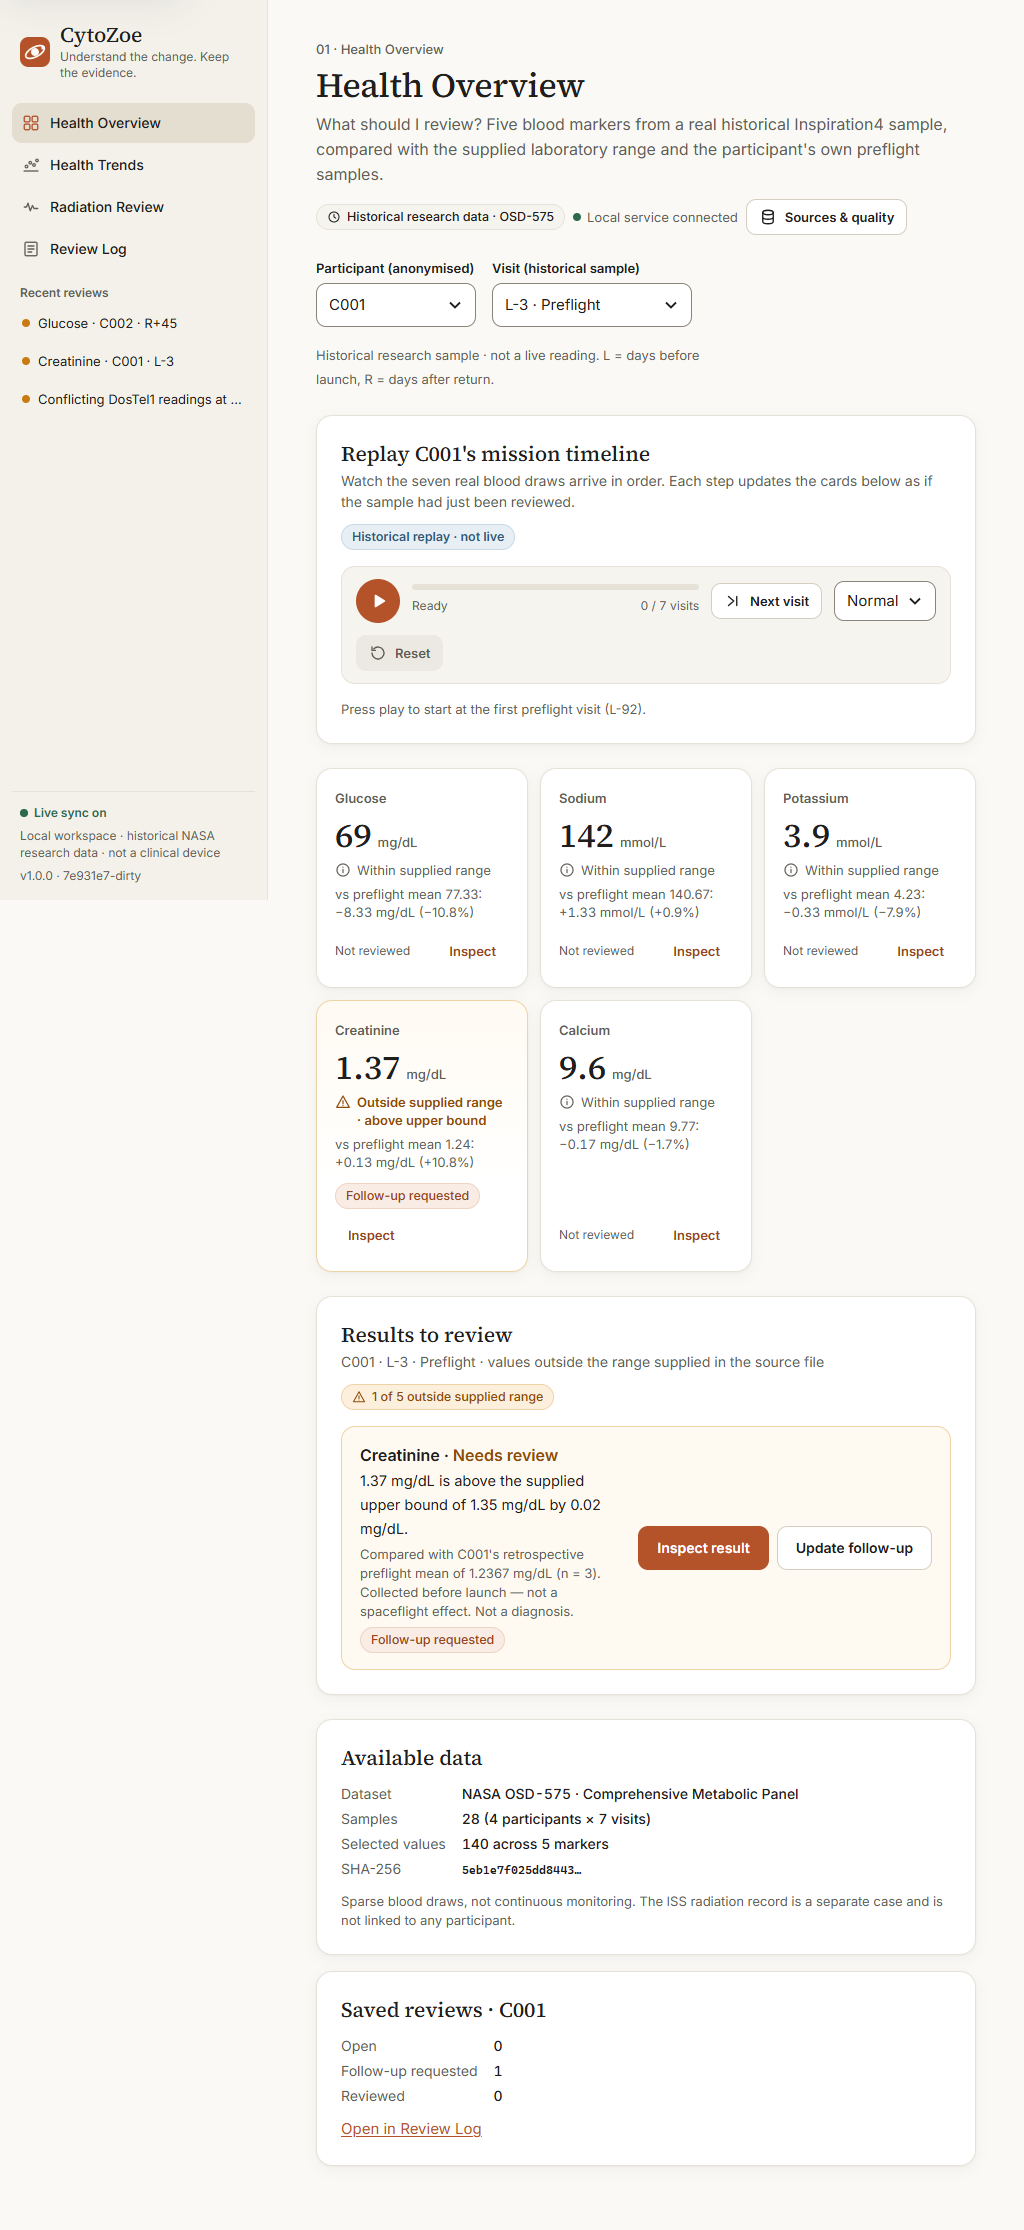 CytoZoe
Understand the change. Keep
the evidence.
Health Overview
Health Trends
Radiation Review
Review Log
Recent reviews
Glucose · C002 · R+45
Creatinine · C001 · L-3
Conflicting DosTel1 readings at ...
Live sync on
Local workspace · historical NASA
research data · not a clinical device
v1.0.0 · 7e931e7-dirty
01 · Health Overview
Health Overview
What should I review? Five blood markers from a real historical Inspiration4 sample,
compared with the supplied laboratory range and the participant's own preflight
samples.
Historical research data · OSD-575
Local service connected
Sources & quality
Participant (anonymised)
Visit (historical sample)
C001
L-3 · Preflight
Historical research sample · not a live reading. L = days before
launch, R = days after return.
Replay C001's mission timeline
Watch the seven real blood draws arrive in order. Each step updates the cards below as if
the sample had just been reviewed.
Historical replay · not live
Ready
0 / 7 visits
Next visit
Normal
Reset
Press play to start at the first preflight visit (L-92).
Glucose
69 mg/dL
Within supplied range
vs preflight mean 77.33:
−8.33 mg/dL (−10.8%)
Not reviewed
Inspect
Sodium
142 mmol/L
Within supplied range
vs preflight mean 140.67:
+1.33 mmol/L (+0.9%)
Not reviewed
Inspect
Potassium
3.9 mmol/L
Within supplied range
vs preflight mean 4.23:
−0.33 mmol/L (−7.9%)
Not reviewed
Inspect
Creatinine
1.37 mg/dL
Outside supplied range
· above upper bound
vs preflight mean 1.24:
+0.13 mg/dL (+10.8%)
Follow-up requested
Inspect
Calcium
9.6 mg/dL
Within supplied range
vs preflight mean 9.77:
−0.17 mg/dL (−1.7%)
Not reviewed
Inspect
Results to review
C001 · L-3 · Preflight · values outside the range supplied in the source file
1 of 5 outside supplied range
Creatinine · Needs review
1.37 mg/dL is above the supplied
upper bound of 1.35 mg/dL by 0.02
mg/dL.
Compared with C001's retrospective
preflight mean of 1.2367 mg/dL (n = 3).
Collected before launch — not a
spaceflight effect. Not a diagnosis.
Follow-up requested
Inspect result
Update follow-up
Available data
Dataset NASA OSD-575 · Comprehensive Metabolic Panel
Samples 28 (4 participants × 7 visits)
Selected values 140 across 5 markers
SHA-256 5eb1e7f025dd8443…
Sparse blood draws, not continuous monitoring. The ISS radiation record is a separate case and is
not linked to any participant.
Saved reviews · C001
Open 0
Follow-up requested 1
Reviewed 0
Open in Review Log